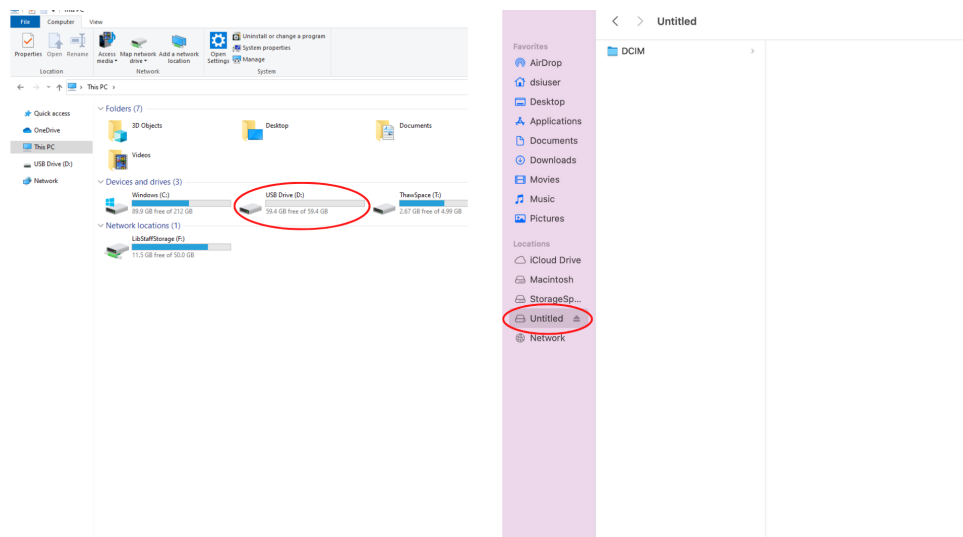 File Computer View
Uninstall or change a program
System properties
Manage
Properties Open Rename
Access media
Map network drive
Add a network location
Open Settings
Location Network System
This PC
Quick access
OneDrive
This PC
USB Drive (D:)
Network
Folders (7)
3D Objects
Desktop
Documents
Videos
Devices and drives (3)
Windows (C:)
89.9 GB free of 212 GB
USB Drive (D:)
59.4 GB free of 59.4 GB
ThawSpace (T:)
2.67 GB free of 4.99 GB
Network locations (1)
LibStaffStorage (F:)
11.5 GB free of 50.0 GB
Untitled
Favorites
AirDrop
dsiuser
Desktop
Applications
Documents
Downloads
Movies
Music
Pictures
Locations
iCloud Drive
Macintosh
StorageSp...
Untitled
Network
DCIM